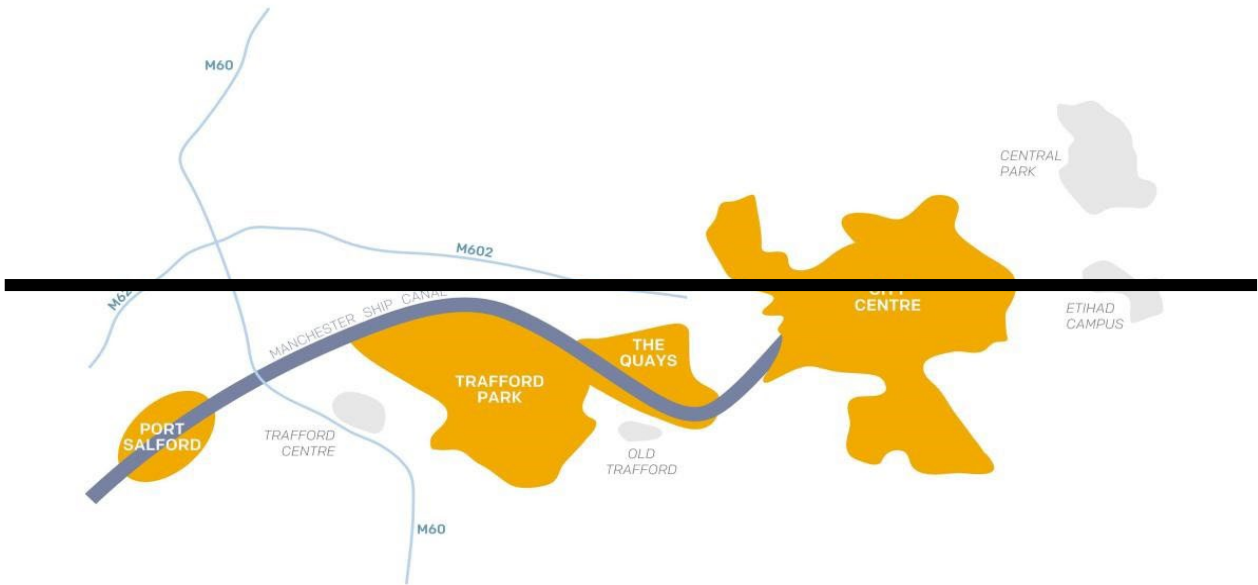 M60
CENTRAL
PARK
M602
MANCHESTER SHIP CANAL
CENTRE
ETIHAD
CAMPUS
THE
QUAYS
TRAFFORD
PARK
PORT
SALFORD
TRAFFORD
CENTRE
OLD
TRAFFORD
M60